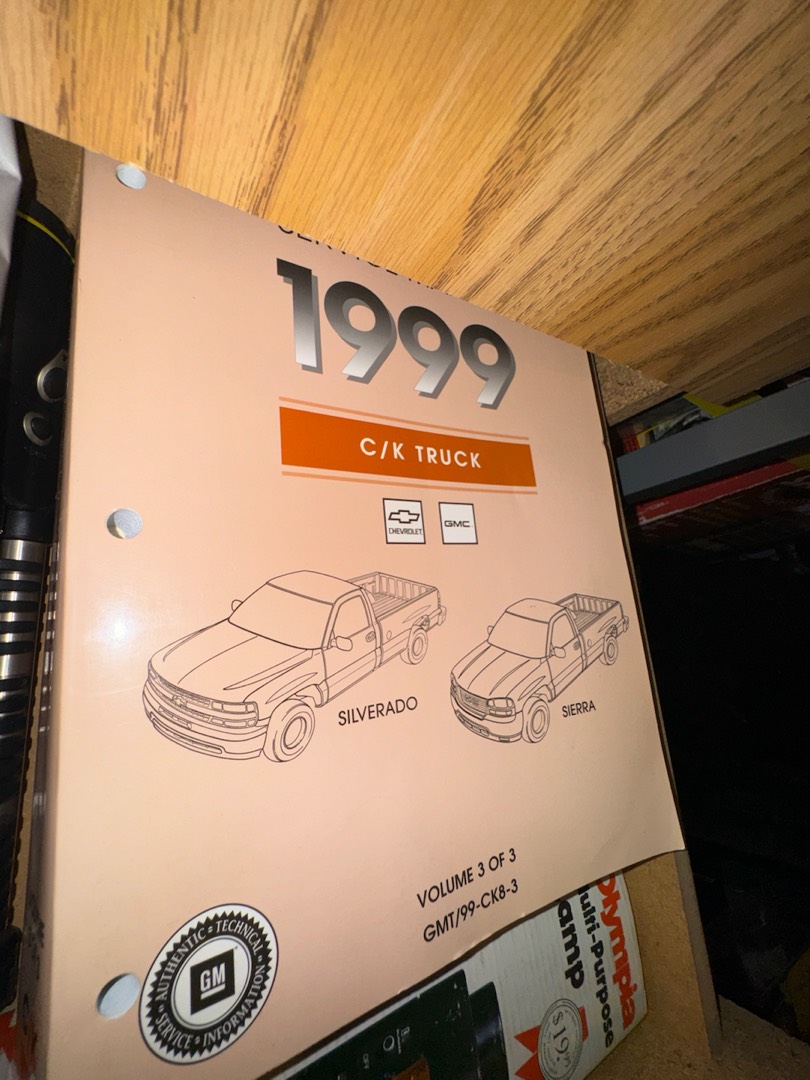 1999
C/K TRUCK
CHEVROLET
GMC
SILVERADO
SIERRA
VOLUME 3 OF 3
GMT/99-CK8-3
AUTHENTIC • TECHNICAL
GM
SERVICE • INFORMATION
Olympia
Multi-Purpose